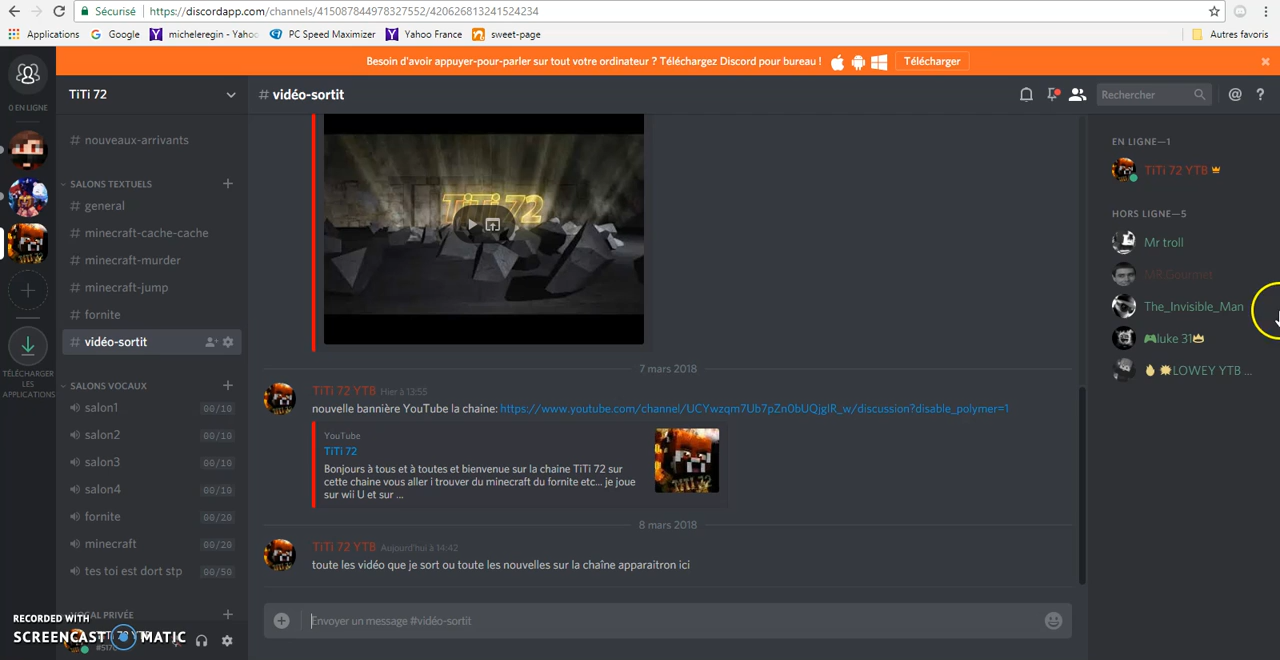 Sécurisé https://discordapp.com/channels/415087844978327552/420626813241524234
Applications Google micheleregin - Yahoo PC Speed Maximizer Yahoo France sweet-page Autres favoris
Besoin d'avoir appuyer-pour-parler sur tout votre ordinateur ? Téléchargez Discord pour bureau ! Télécharger
0 EN LIGNE
TÉLÉCHARGER
LES
APPLICATIONS
TiTi 72
# nouveaux-arrivants
SALONS TEXTUELS
# general
# minecraft-cache-cache
# minecraft-murder
# minecraft-jump
# fornite
# vidéo-sortit
SALONS VOCAUX
salon1 00/10
salon2 00/10
salon3 00/10
salon4 00/10
fornite 00/20
minecraft 00/20
tes toi est dort stp 00/50
VOCAL PRIVÉE
RECORDED WITH
SCREENCAST MATIC
# vidéo-sortit
Rechercher
TiTi 72
7 mars 2018
TiTi 72 YTB Hier à 13:55
nouvelle bannière YouTube la chaine: https://www.youtube.com/channel/UCYwzqm7Ub7pZn0bUQjgIR_w/discussion?disable_polymer=1
YouTube
TiTi 72
Bonjours à tous et à toutes et bienvenue sur la chaine TiTi 72 sur
cette chaine vous aller i trouver du minecraft du fornite etc... je joue
sur wii U et sur ...
TiTi 72
8 mars 2018
TiTi 72 YTB Aujourd'hui à 14:42
toute les vidéo que je sort ou toute les nouvelles sur la chaîne apparaitron ici
Envoyer un message #vidéo-sortit
EN LIGNE—1
TiTi 72 YTB
HORS LIGNE—5
Mr troll
MR.Gourmet
The_Invisible_Man
luke 31
LOWEY YTB ...